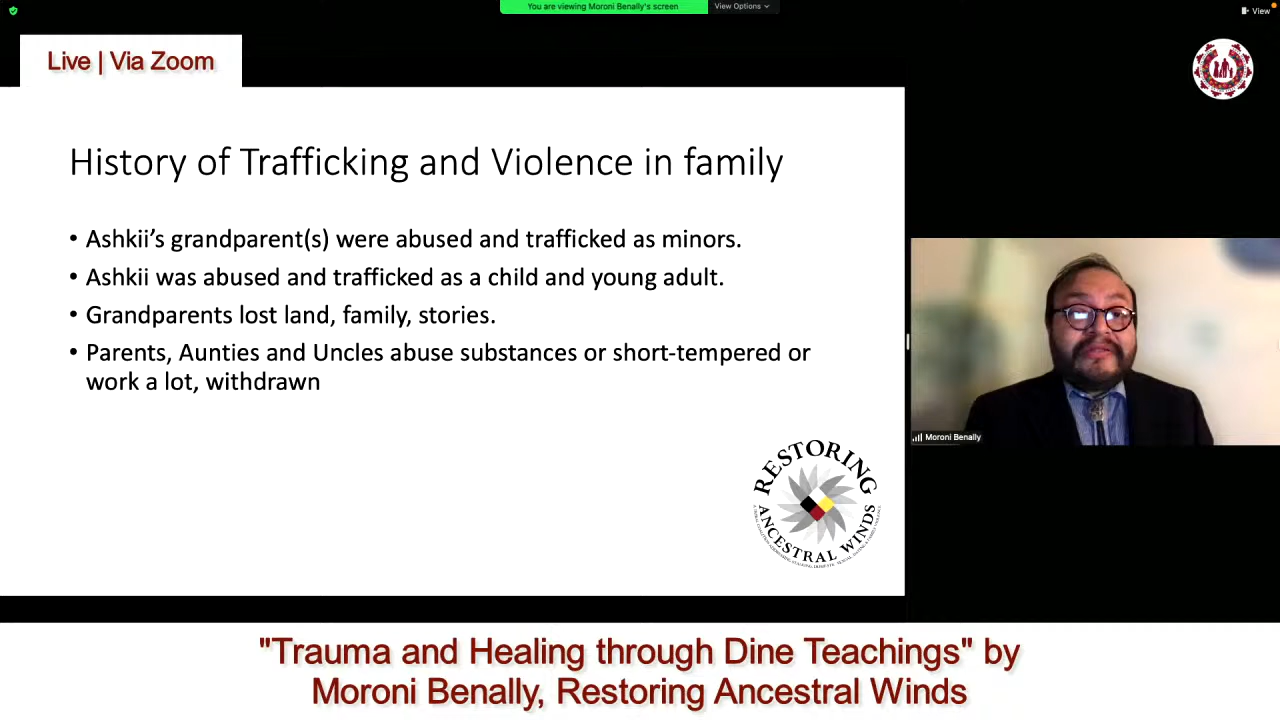 You are viewing Moroni Benally's screen
View Options
View
Live | Via Zoom
History of Trafficking and Violence in family
• Ashkii's grandparent(s) were abused and trafficked as minors.
• Ashkii was abused and trafficked as a child and young adult.
• Grandparents lost land, family, stories.
• Parents, Aunties and Uncles abuse substances or short-tempered or
work a lot, withdrawn
Moroni Benally
RESTORING
ANCESTRAL WINDS
"Trauma and Healing through Dine Teachings" by
Moroni Benally, Restoring Ancestral Winds